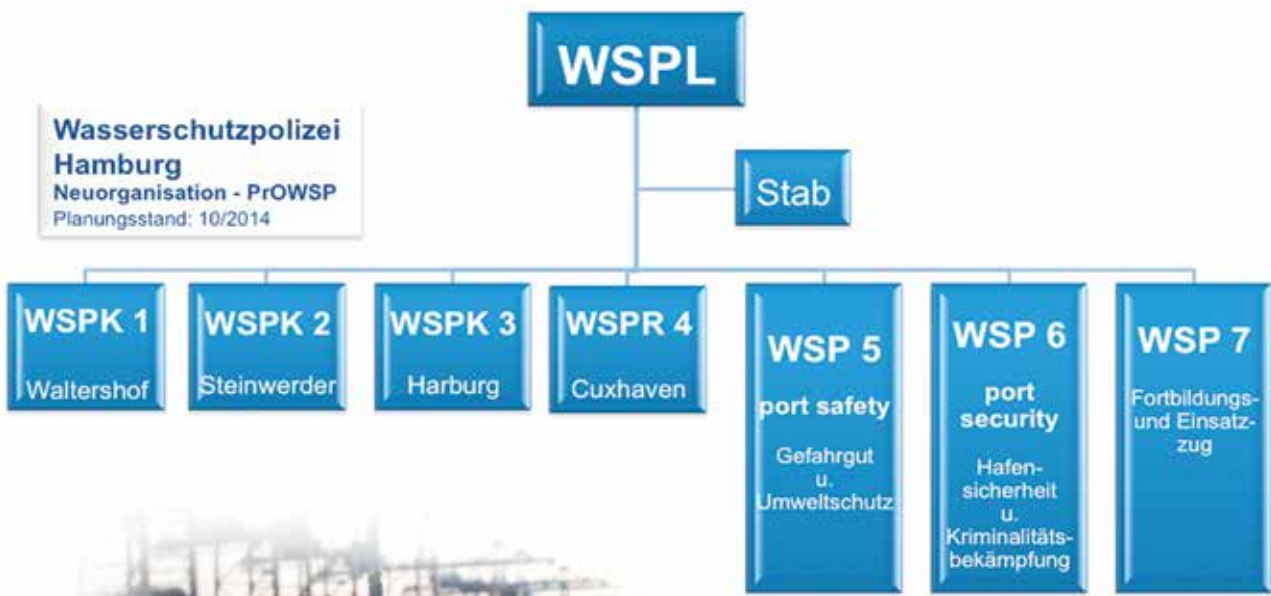 WSPL
Wasserschutzpolizei
Hamburg
Neuorganisation - PrOWSP
Planungsstand: 10/2014
Stab
WSPK 1
Waltershof
WSPK 2
Steinwerder
WSPK 3
Harburg
WSPR 4
Cuxhaven
WSP 5
port safety
Gefahrgut
u.
Umweltschutz
WSP 6
port
security
Hafen-
sicherheit
u.
Kriminalitäts-
bekämpfung
WSP 7
Fortbildungs-
und Einsatz-
zug